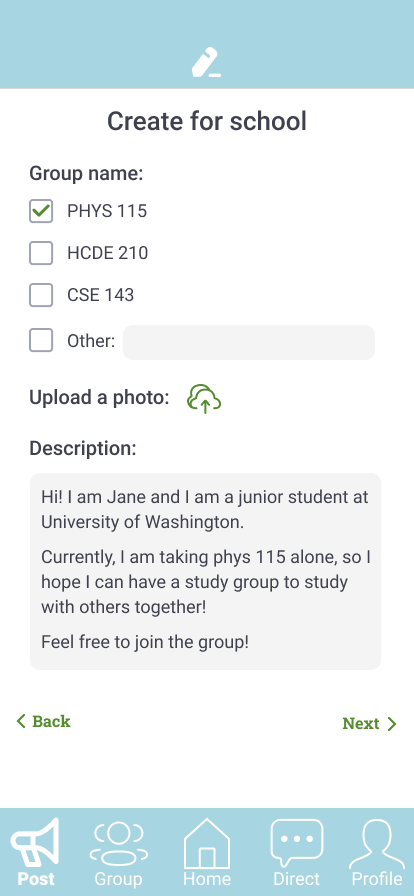 Create for school
Group name:
PHYS 115
HCDE 210
CSE 143
Other:
Upload a photo:
Description:
Hi! I am Jane and I am a junior student at
University of Washington.
Currently, I am taking phys 115 alone, so I
hope I can have a study group to study
with others together!
Feel free to join the group!
Back
Next
Post
Group
Home
Direct
Profile